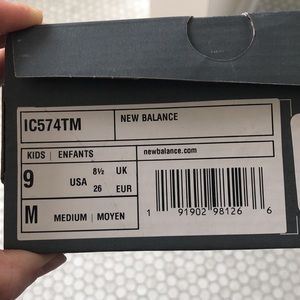 IC574TM
NEW BALANCE
KIDS | ENFANTS
newbalance.com
9 USA 8½ UK
26 EUR
M MEDIUM | MOYEN
1 91902 98126 6